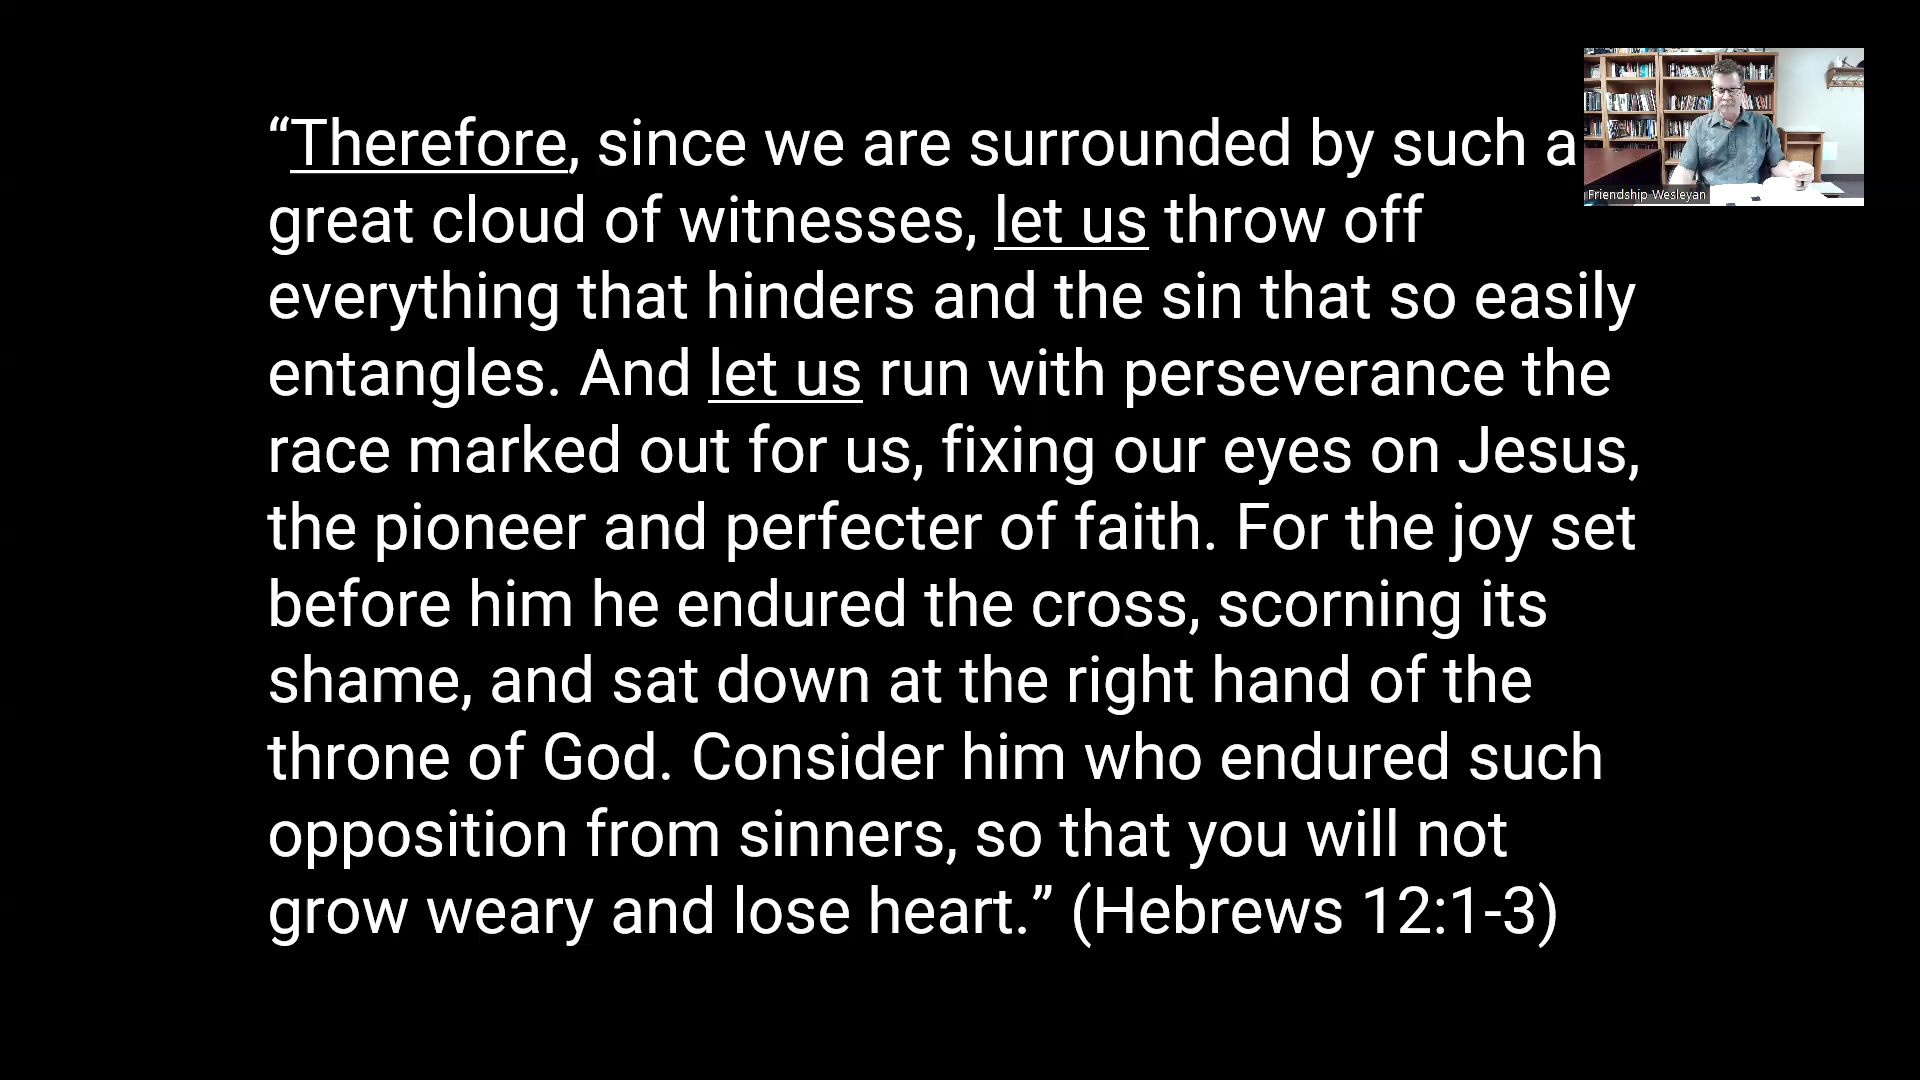 “Therefore, since we are surrounded by such a
great cloud of witnesses, let us throw off
everything that hinders and the sin that so easily
entangles. And let us run with perseverance the
race marked out for us, fixing our eyes on Jesus,
the pioneer and perfecter of faith. For the joy set
before him he endured the cross, scorning its
shame, and sat down at the right hand of the
throne of God. Consider him who endured such
opposition from sinners, so that you will not
grow weary and lose heart.” (Hebrews 12:1-3)
Friendship Wesleyan